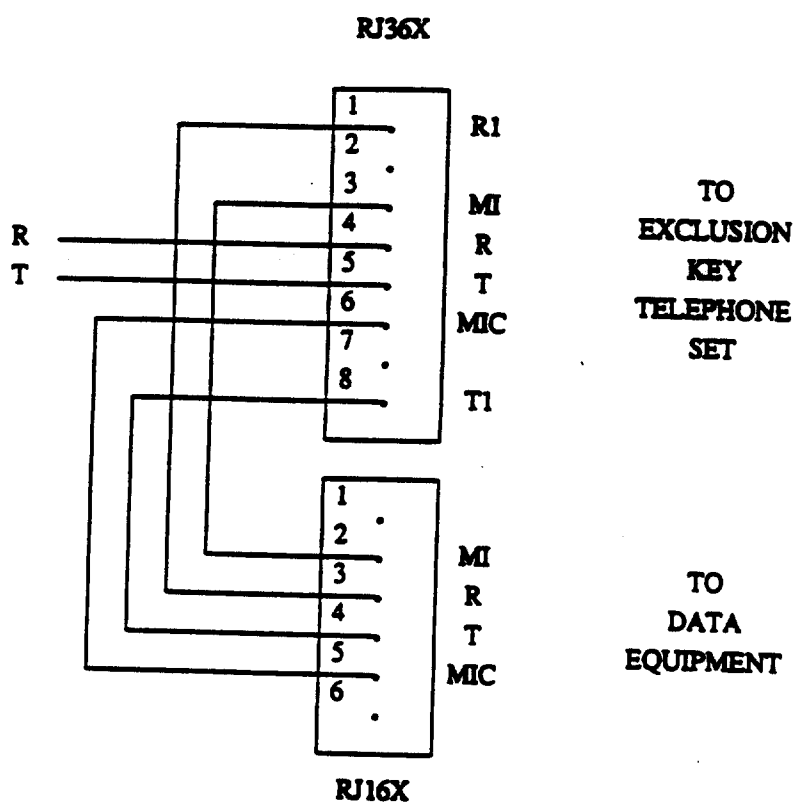 RJ36X
1
R1
2
3
MI
4
R
R
5
T
T
6
MIC
7
8
T1
TO
EXCLUSION
KEY
TELEPHONE
SET
1
2
MI
3
R
4
T
5
MIC
6
TO
DATA
EQUIPMENT
RJ16X